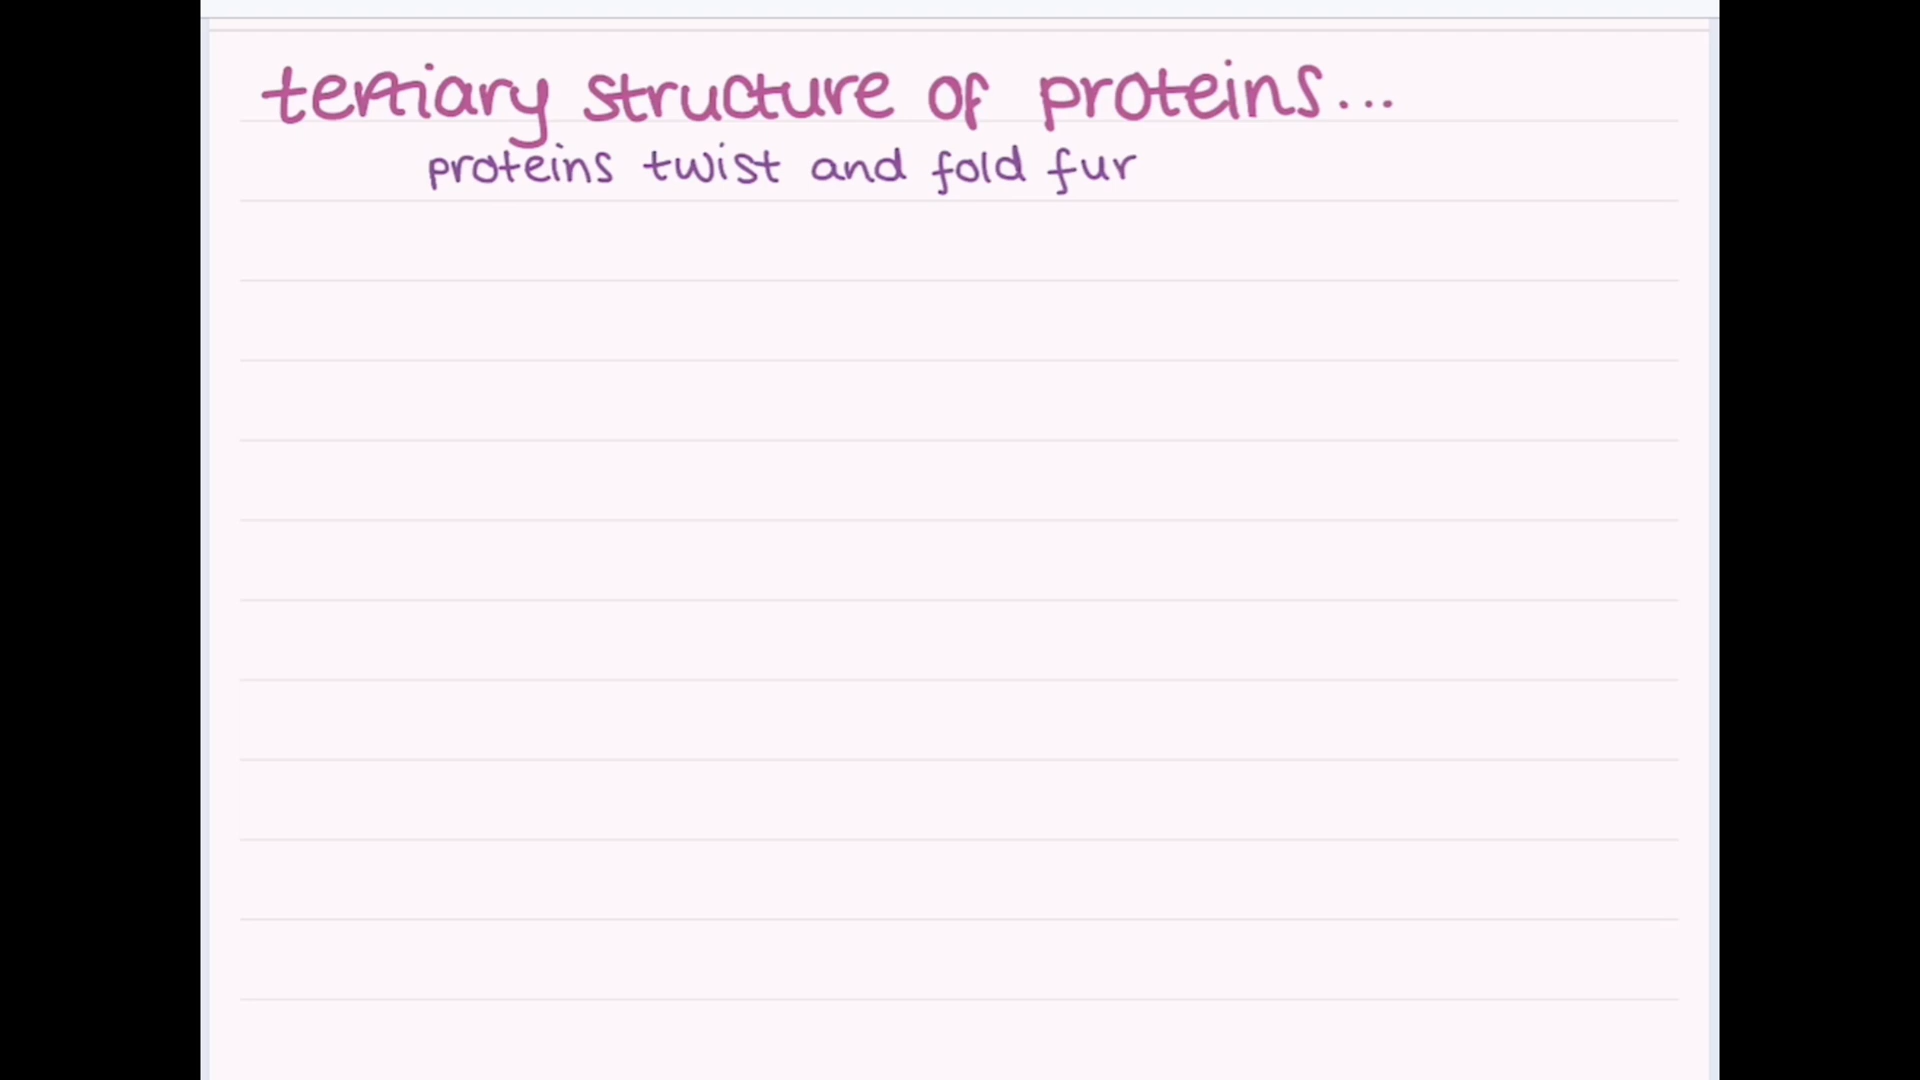 tertiary structure of proteins...
proteins twist and fold fur